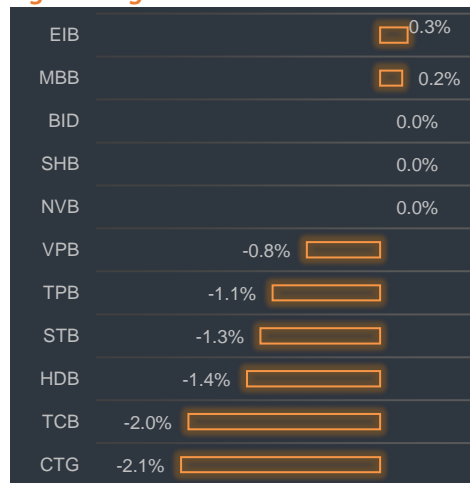 EIB 0.3%
MBB 0.2%
BID 0.0%
SHB 0.0%
NVB 0.0%
VPB -0.8%
TPB -1.1%
STB -1.3%
HDB -1.4%
TCB -2.0%
CTG -2.1%